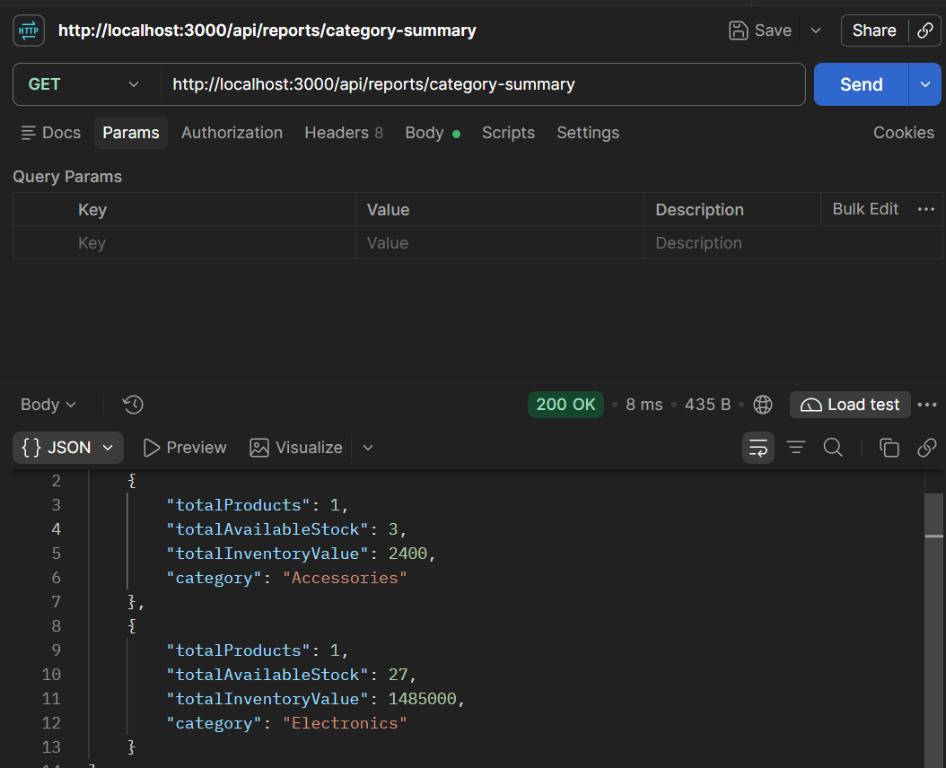 HTTP http://localhost:3000/api/reports/category-summary Save Share
GET http://localhost:3000/api/reports/category-summary Send
Docs Params Authorization Headers 8 Body Scripts Settings Cookies
Query Params
Key Value Description Bulk Edit
Key Value Description
Body 200 OK 8 ms 435 B Load test
{} JSON Preview Visualize
2 {
3 "totalProducts": 1,
4 "totalAvailableStock": 3,
5 "totalInventoryValue": 2400,
6 "category": "Accessories"
7 },
8 {
9 "totalProducts": 1,
10 "totalAvailableStock": 27,
11 "totalInventoryValue": 1485000,
12 "category": "Electronics"
13 }